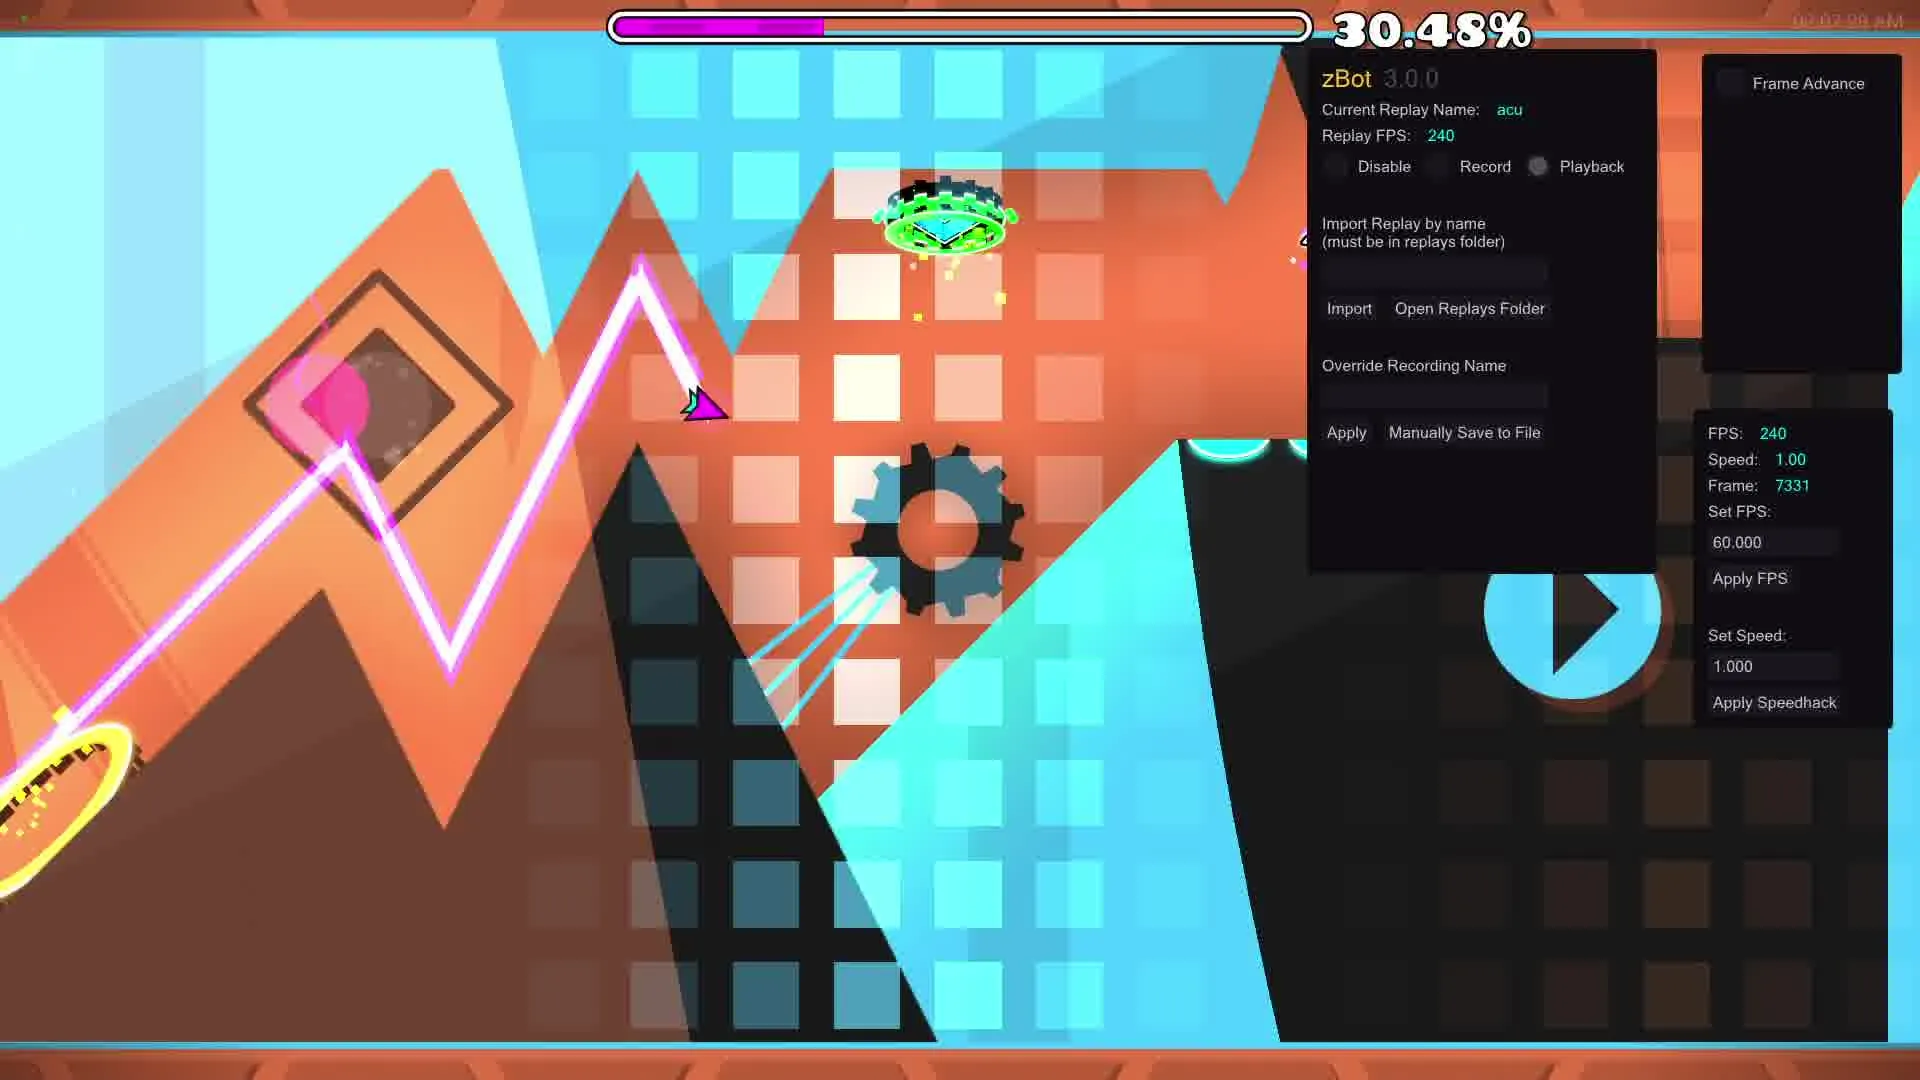 30.48%
zBot 3.0.0
Current Replay Name: acu
Replay FPS: 240
Disable Record Playback
Import Replay by name
(must be in replays folder)
Import Open Replays Folder
Override Recording Name
Apply Manually Save to File
Frame Advance
FPS: 240
Speed: 1.00
Frame: 7331
Set FPS:
60.000
Apply FPS
Set Speed:
1.000
Apply Speedhack